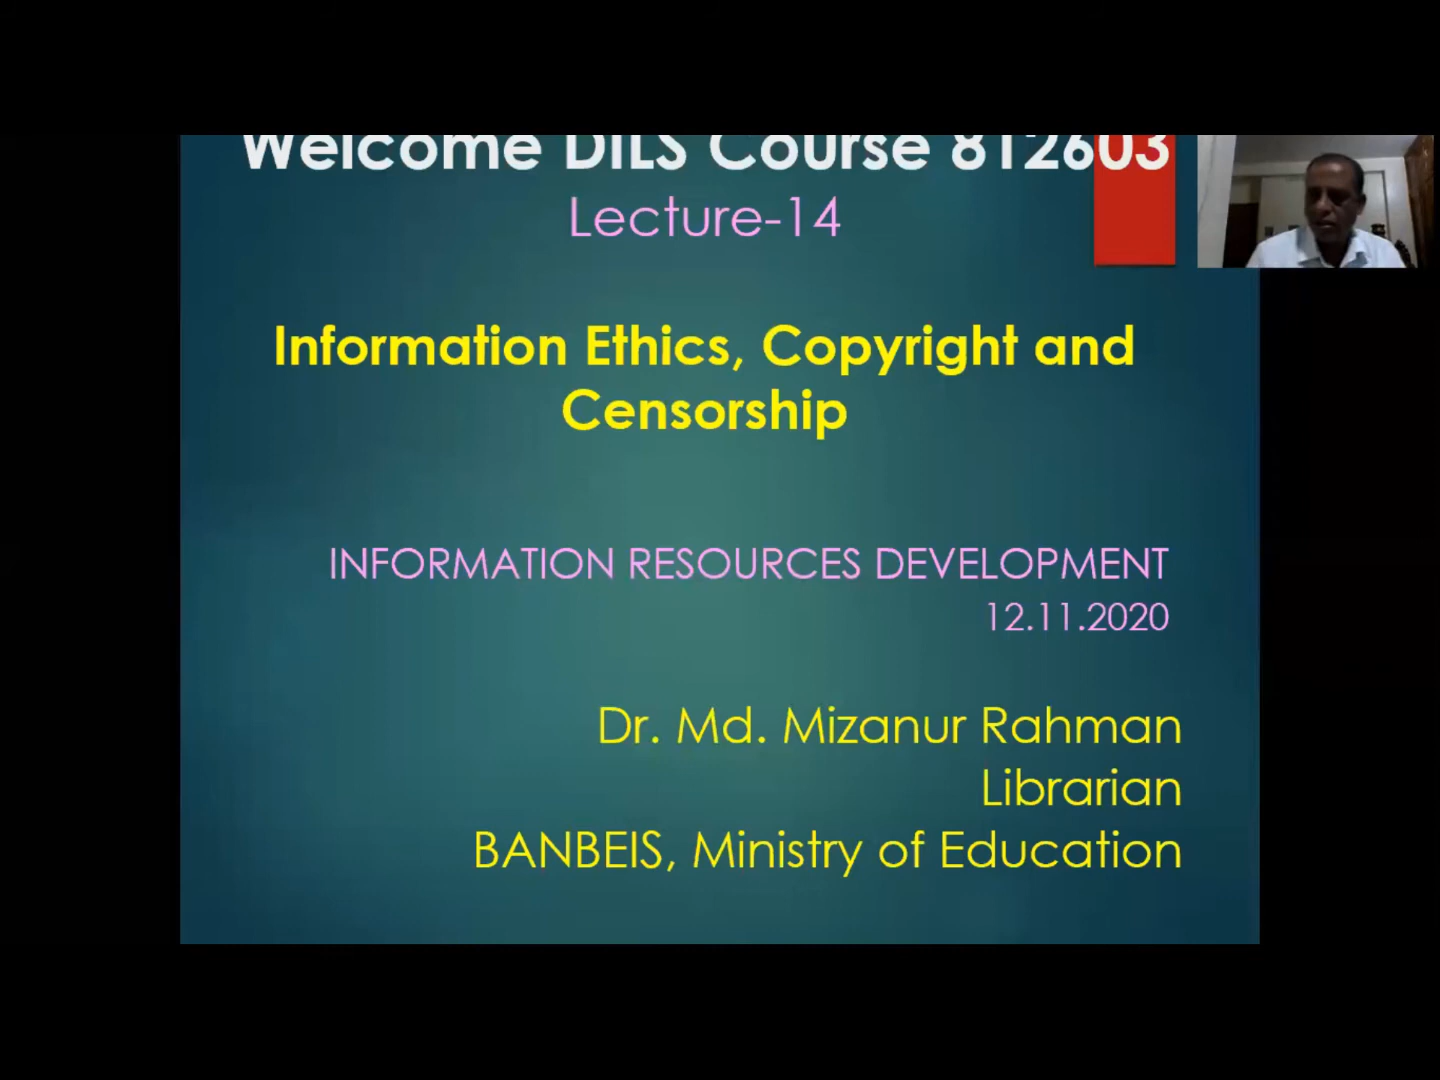 Welcome DILS Course 812603
Lecture-14
Information Ethics, Copyright and
Censorship
INFORMATION RESOURCES DEVELOPMENT
12.11.2020
Dr. Md. Mizanur Rahman
Librarian
BANBEIS, Ministry of Education